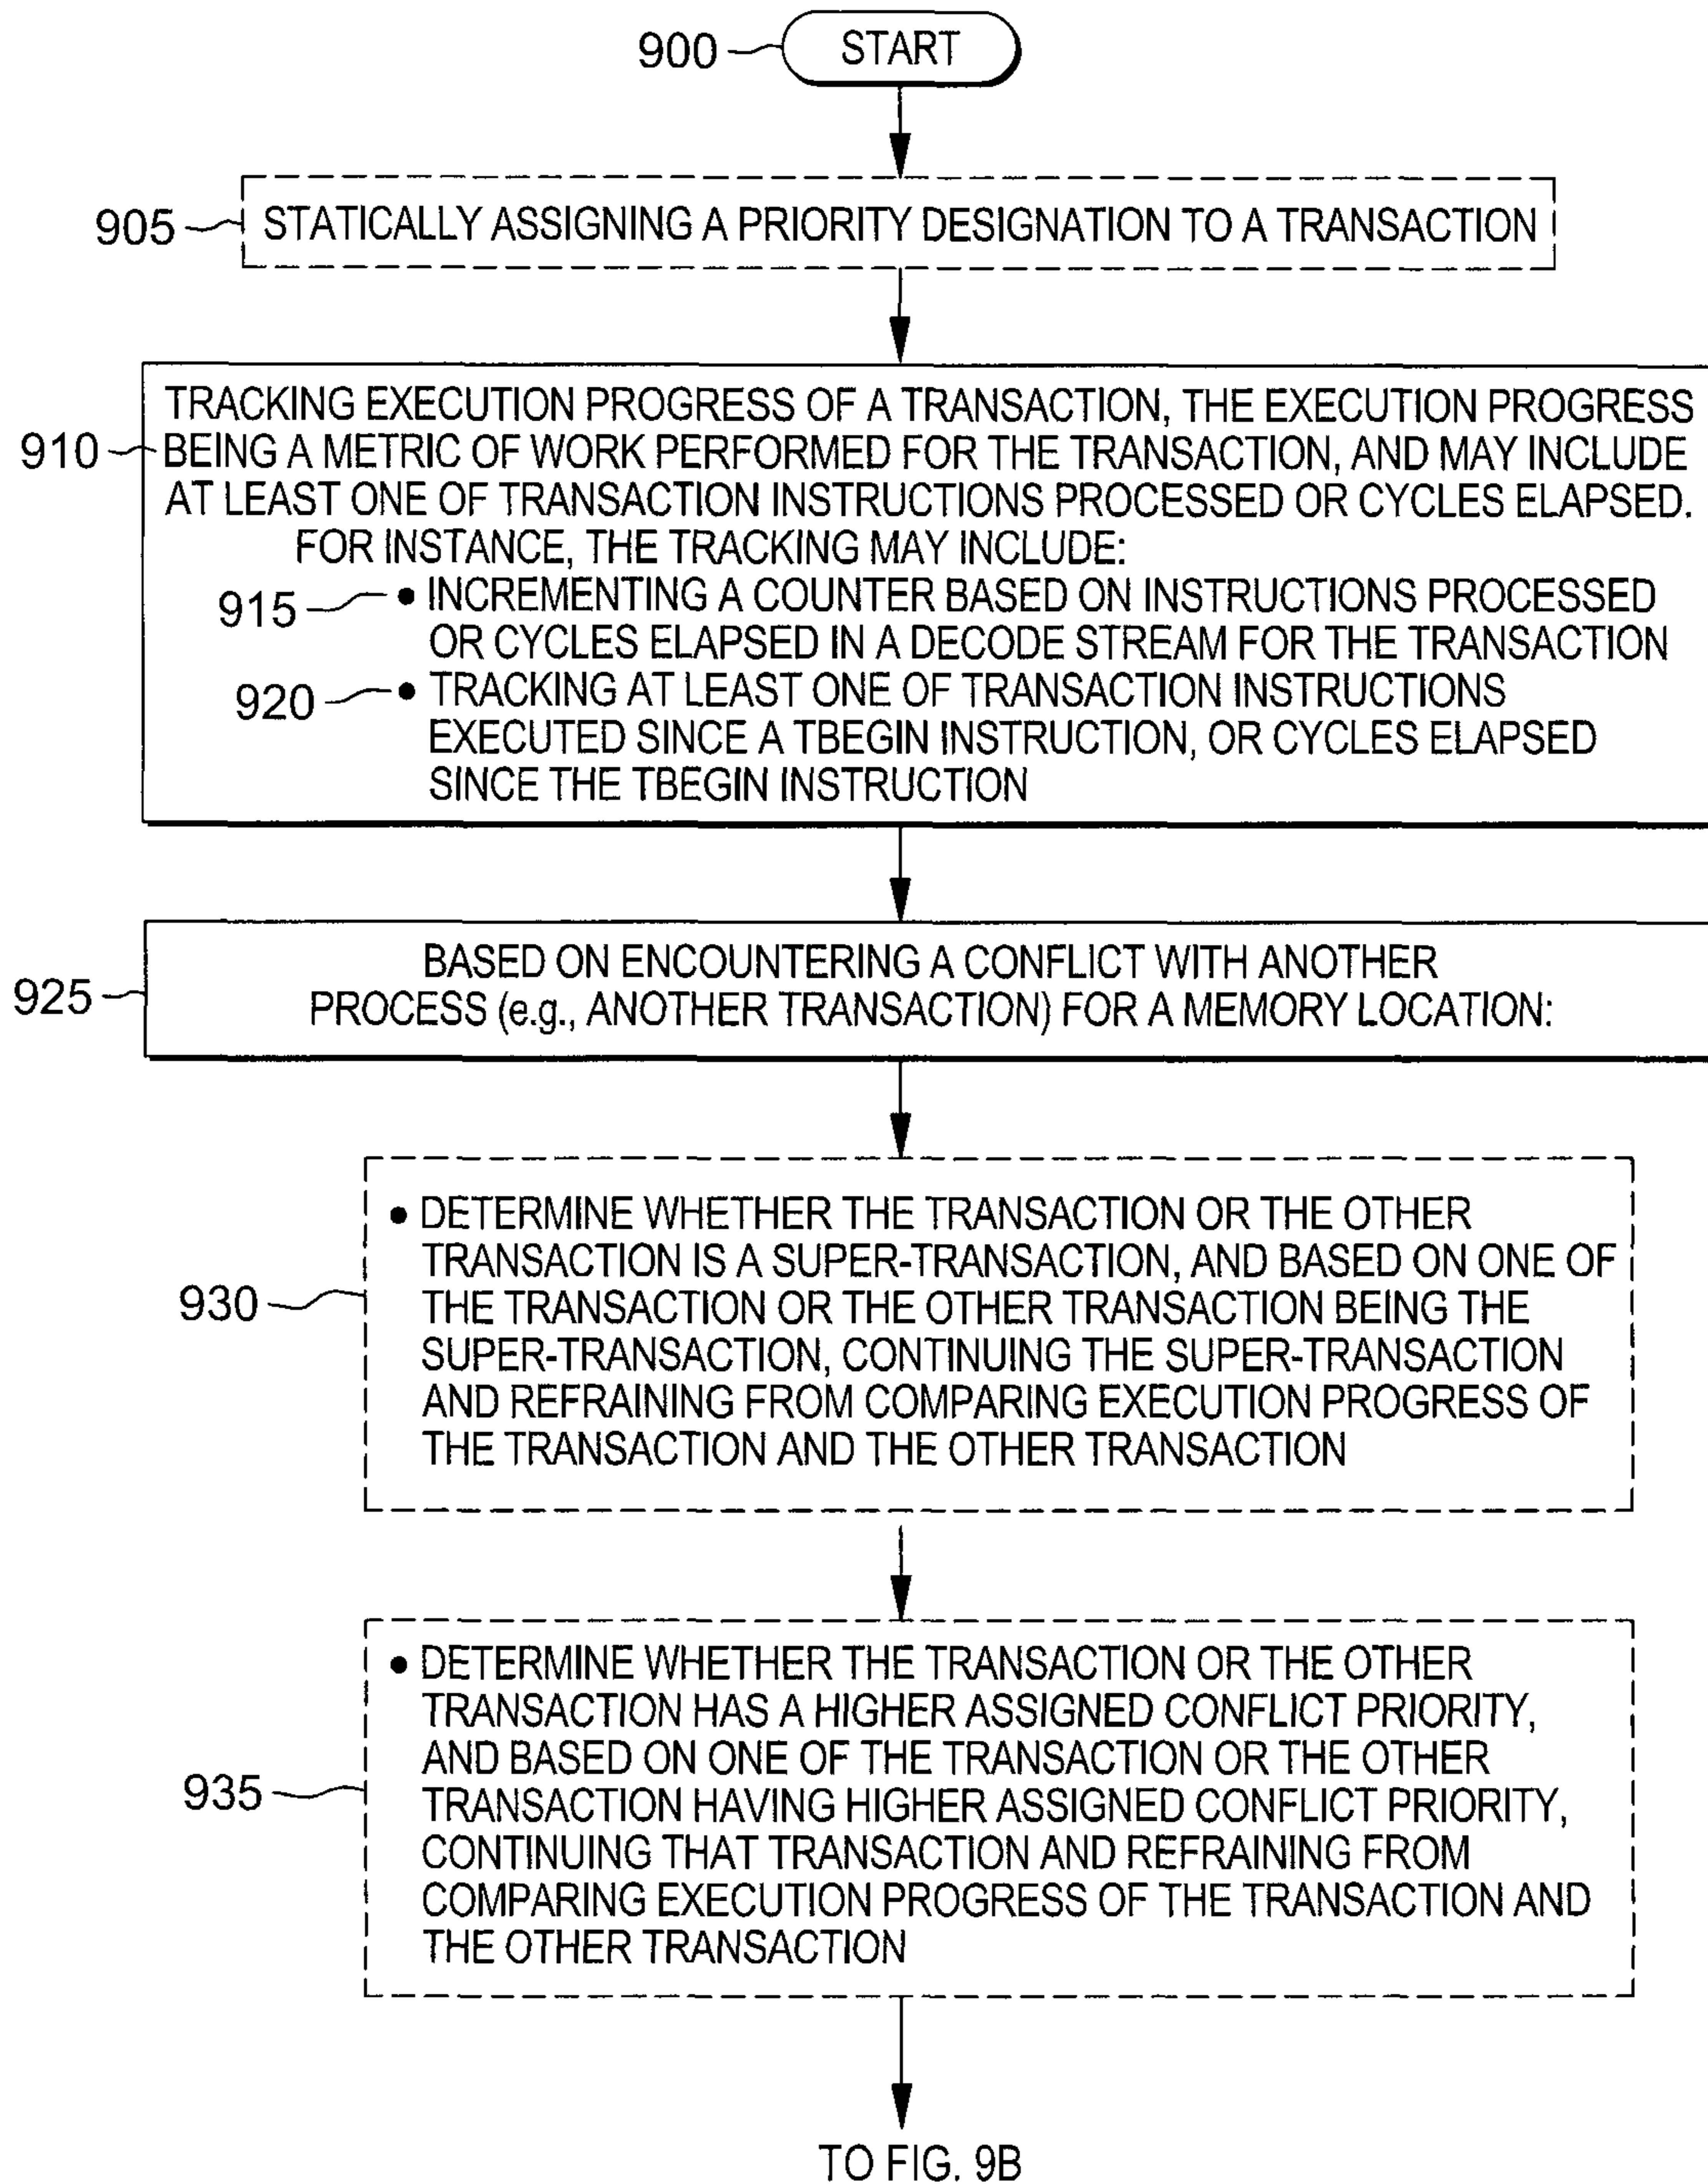 900 START
905 STATICALLY ASSIGNING A PRIORITY DESIGNATION TO A TRANSACTION
TRACKING EXECUTION PROGRESS OF A TRANSACTION, THE EXECUTION PROGRESS
910 BEING A METRIC OF WORK PERFORMED FOR THE TRANSACTION, AND MAY INCLUDE
AT LEAST ONE OF TRANSACTION INSTRUCTIONS PROCESSED OR CYCLES ELAPSED.
FOR INSTANCE, THE TRACKING MAY INCLUDE:
915 • INCREMENTING A COUNTER BASED ON INSTRUCTIONS PROCESSED
OR CYCLES ELAPSED IN A DECODE STREAM FOR THE TRANSACTION
920 • TRACKING AT LEAST ONE OF TRANSACTION INSTRUCTIONS
EXECUTED SINCE A TBEGIN INSTRUCTION, OR CYCLES ELAPSED
SINCE THE TBEGIN INSTRUCTION
BASED ON ENCOUNTERING A CONFLICT WITH ANOTHER
925 PROCESS (e.g., ANOTHER TRANSACTION) FOR A MEMORY LOCATION:
• DETERMINE WHETHER THE TRANSACTION OR THE OTHER
TRANSACTION IS A SUPER-TRANSACTION, AND BASED ON ONE OF
930 THE TRANSACTION OR THE OTHER TRANSACTION BEING THE
SUPER-TRANSACTION, CONTINUING THE SUPER-TRANSACTION
AND REFRAINING FROM COMPARING EXECUTION PROGRESS OF
THE TRANSACTION AND THE OTHER TRANSACTION
• DETERMINE WHETHER THE TRANSACTION OR THE OTHER
TRANSACTION HAS A HIGHER ASSIGNED CONFLICT PRIORITY,
AND BASED ON ONE OF THE TRANSACTION OR THE OTHER
935 TRANSACTION HAVING HIGHER ASSIGNED CONFLICT PRIORITY,
CONTINUING THAT TRANSACTION AND REFRAINING FROM
COMPARING EXECUTION PROGRESS OF THE TRANSACTION AND
THE OTHER TRANSACTION
TO FIG. 9B